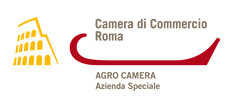 Camera di Commercio
Roma
AGRO CAMERA
Azienda Speciale